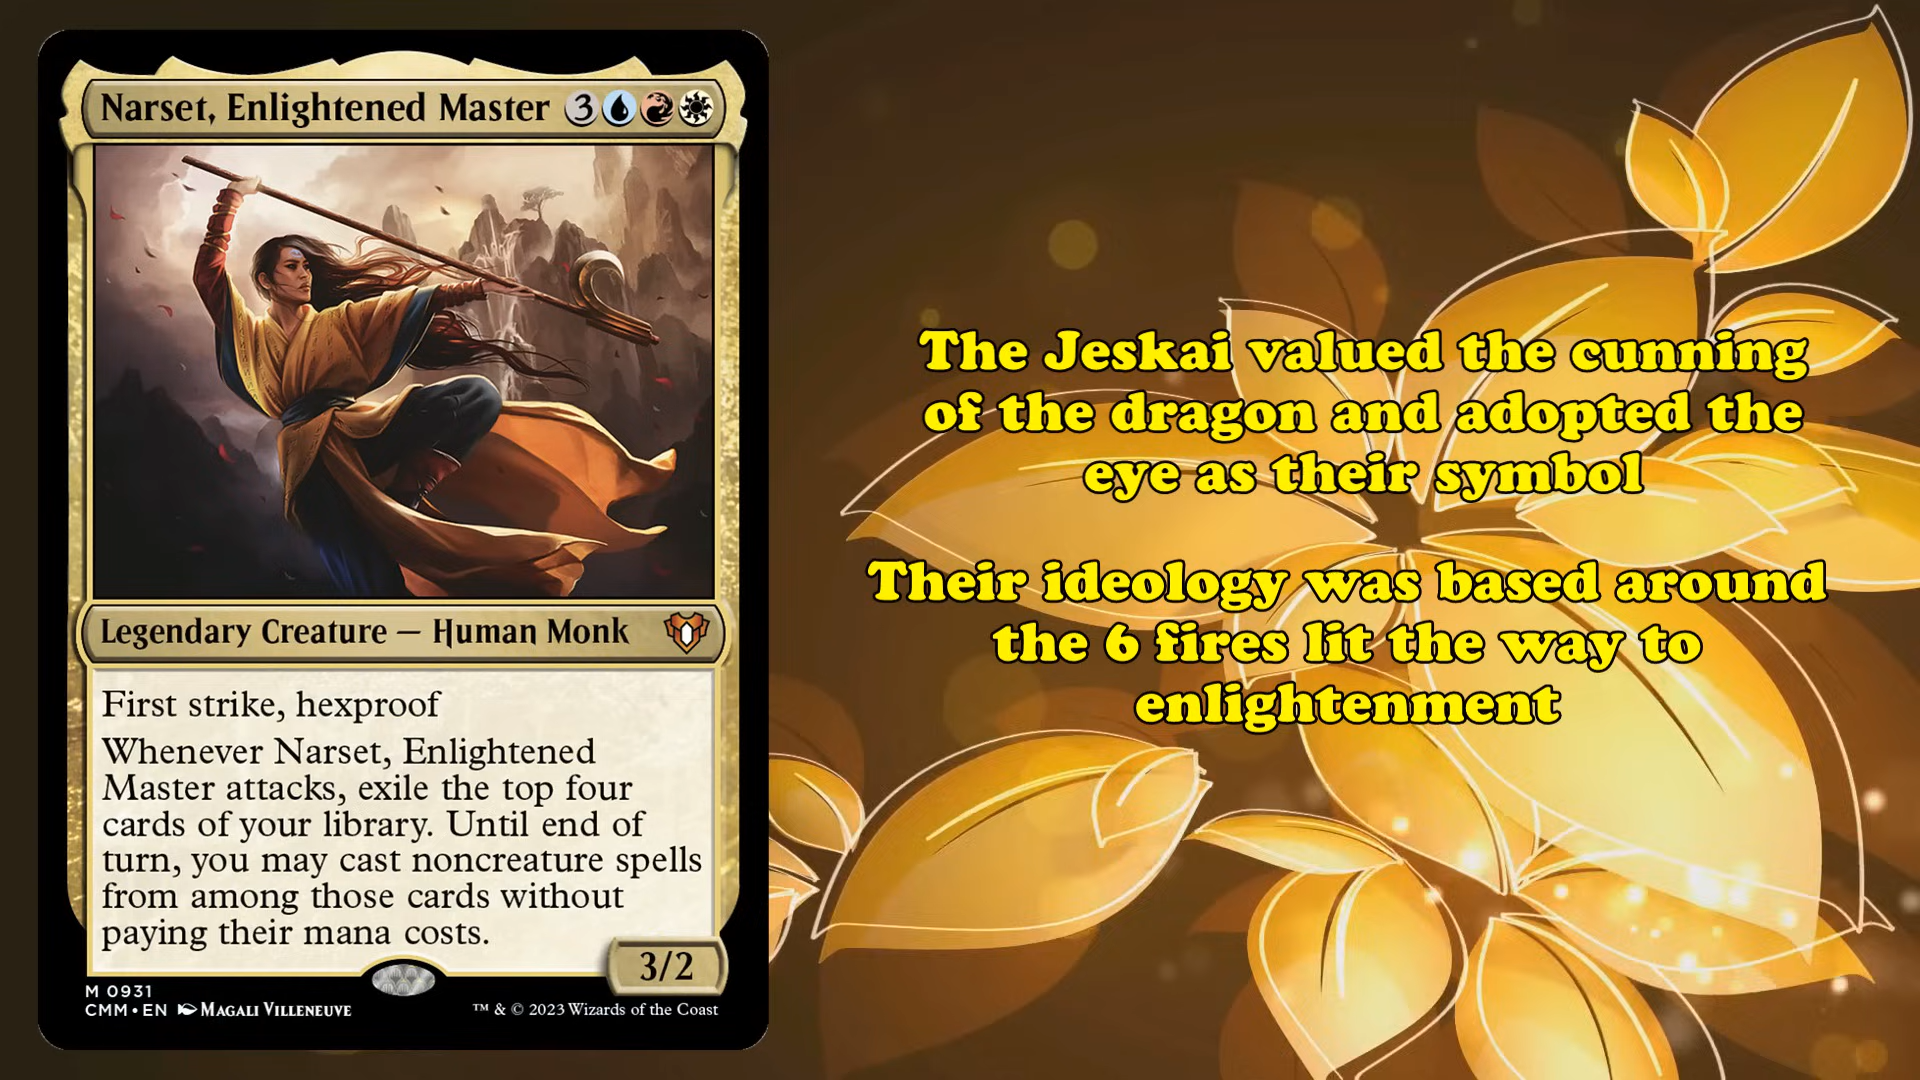 Narset, Enlightened Master 3
Legendary Creature — Human Monk
First strike, hexproof
Whenever Narset, Enlightened
Master attacks, exile the top four
cards of your library. Until end of
turn, you may cast noncreature spells
from among those cards without
paying their mana costs.
3/2
M 0931
CMM • EN Magali Villeneuve
™ & © 2023 Wizards of the Coast
The Jeskai valued the cunning
of the dragon and adopted the
eye as their symbol
Their ideology was based around
the 6 fires lit the way to
enlightenment